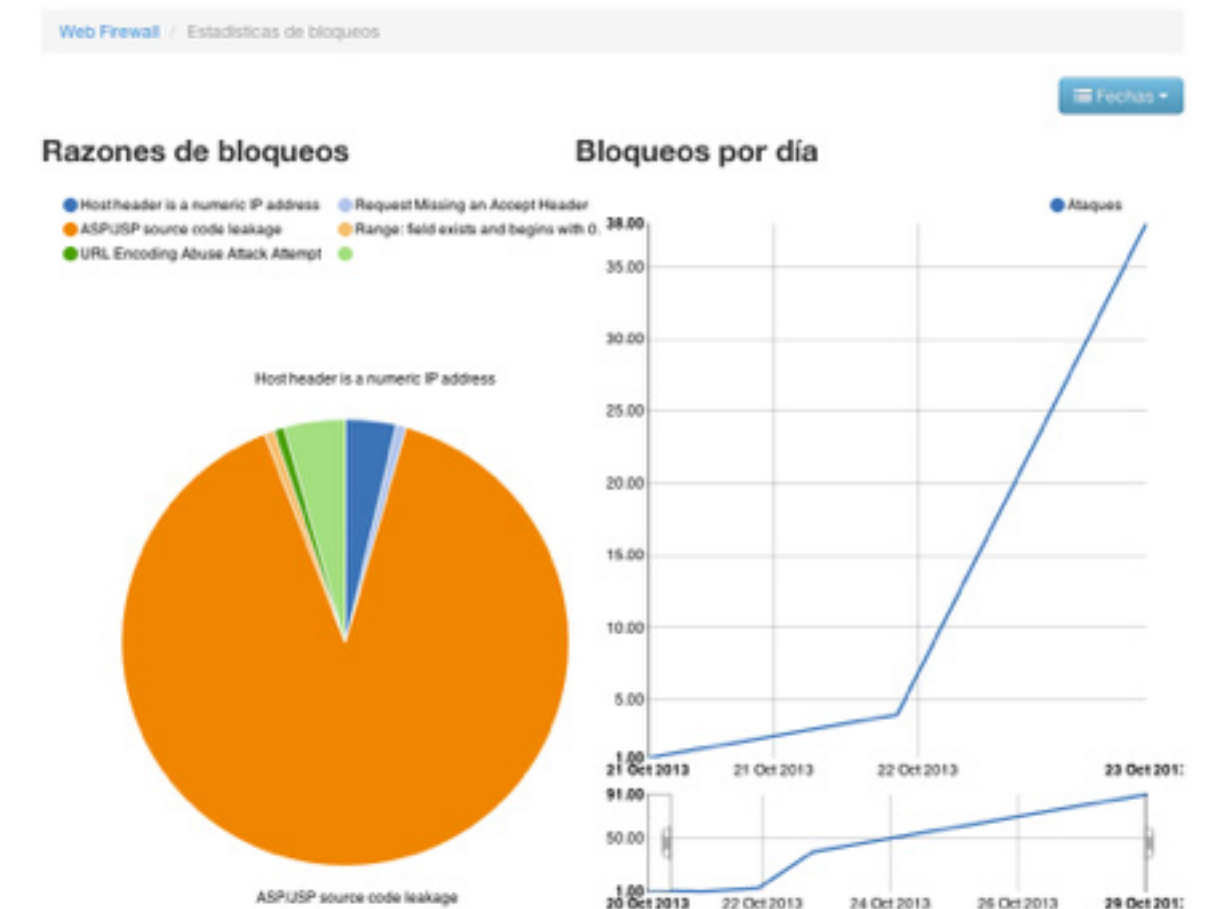 Web Firewall / Estadísticas de bloqueos
Fechas
Razones de bloqueos
Host header is a numeric IP address
Request Missing an Accept Header
ASP/JSP source code leakage
Range: field exists and begins with 0.
URL Encoding Abuse Attack Attempt
Host header is a numeric IP address
ASP/JSP source code leakage
Bloqueos por día
Ataques
38.00
35.00
30.00
25.00
20.00
15.00
10.00
5.00
1.00
21 Oct 2013
21 Oct 2013
22 Oct 2013
23 Oct 201
91.00
50.00
1.00
20 Oct 2013
22 Oct 2013
24 Oct 2013
26 Oct 2013
29 Oct 201